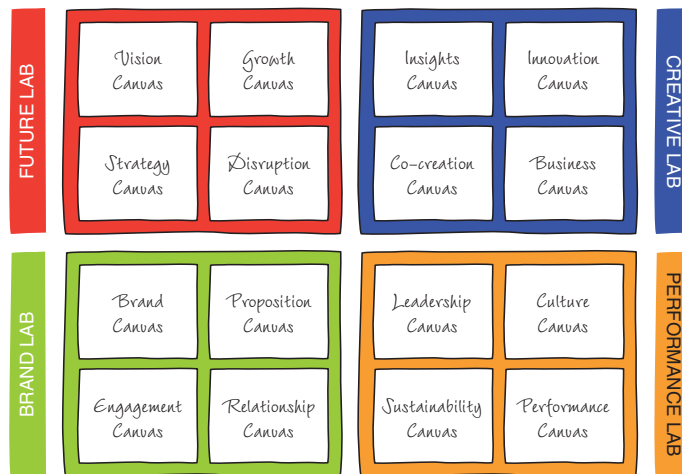 FUTURE LAB
Vision
Canvas
Growth
Canvas
Strategy
Canvas
Disruption
Canvas
Insights
Canvas
Innovation
Canvas
Co-creation
Canvas
Business
Canvas
CREATIVE LAB
BRAND LAB
Brand
Canvas
Proposition
Canvas
Engagement
Canvas
Relationship
Canvas
Leadership
Canvas
Culture
Canvas
Sustainability
Canvas
Performance
Canvas
PERFORMANCE LAB